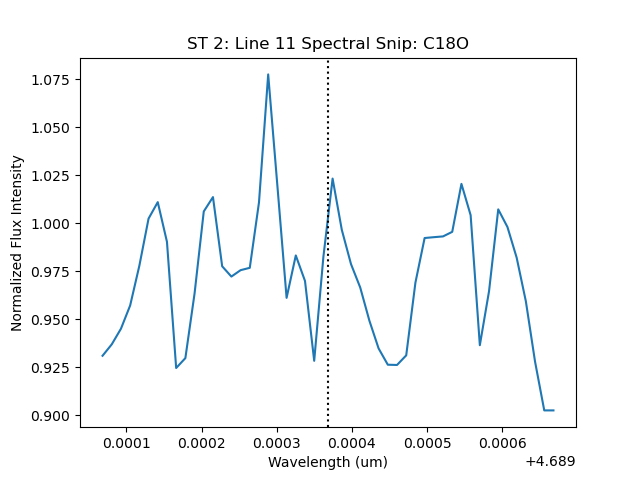 ST 2: Line 11 Spectral Snip: C18O
Normalized Flux Intensity
1.075
1.050
1.025
1.000
0.975
0.950
0.925
0.900
0.0001 0.0002 0.0003 0.0004 0.0005 0.0006
Wavelength (um)
+4.689